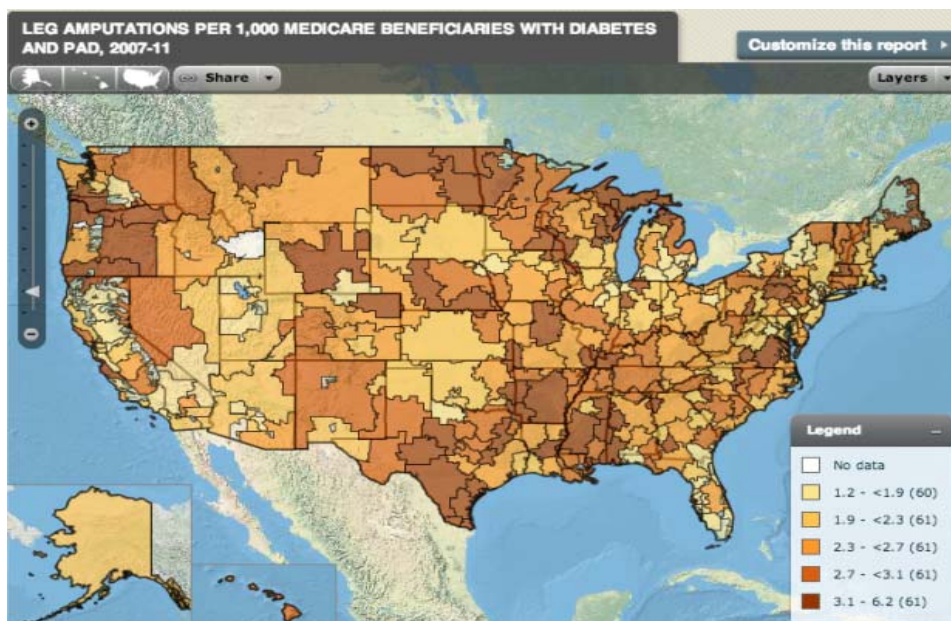 LEG AMPUTATIONS PER 1,000 MEDICARE BENEFICIARIES WITH DIABETES
AND PAD, 2007-11
Customize this report
Share
Layers
Legend
No data
1.2 - <1.9 (60)
1.9 - <2.3 (61)
2.3 - <2.7 (61)
2.7 - <3.1 (61)
3.1 - 6.2 (61)